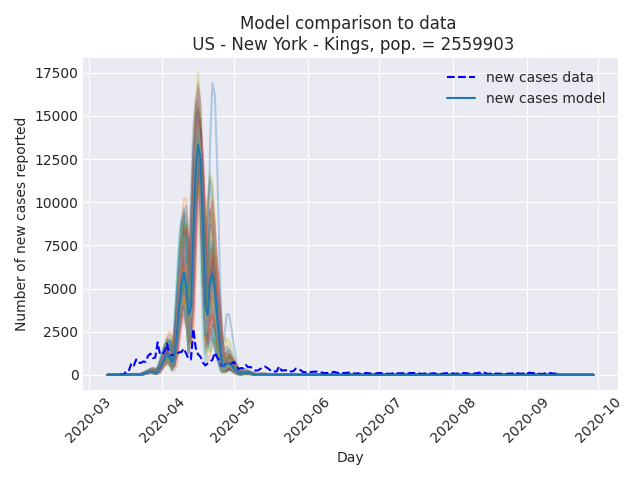 Model comparison to data
US - New York - Kings, pop. = 2559903
new cases data
new cases model
Number of new cases reported
17500
15000
12500
10000
7500
5000
2500
0
2020-03
2020-04
2020-05
2020-06
2020-07
2020-08
2020-09
2020-10
Day